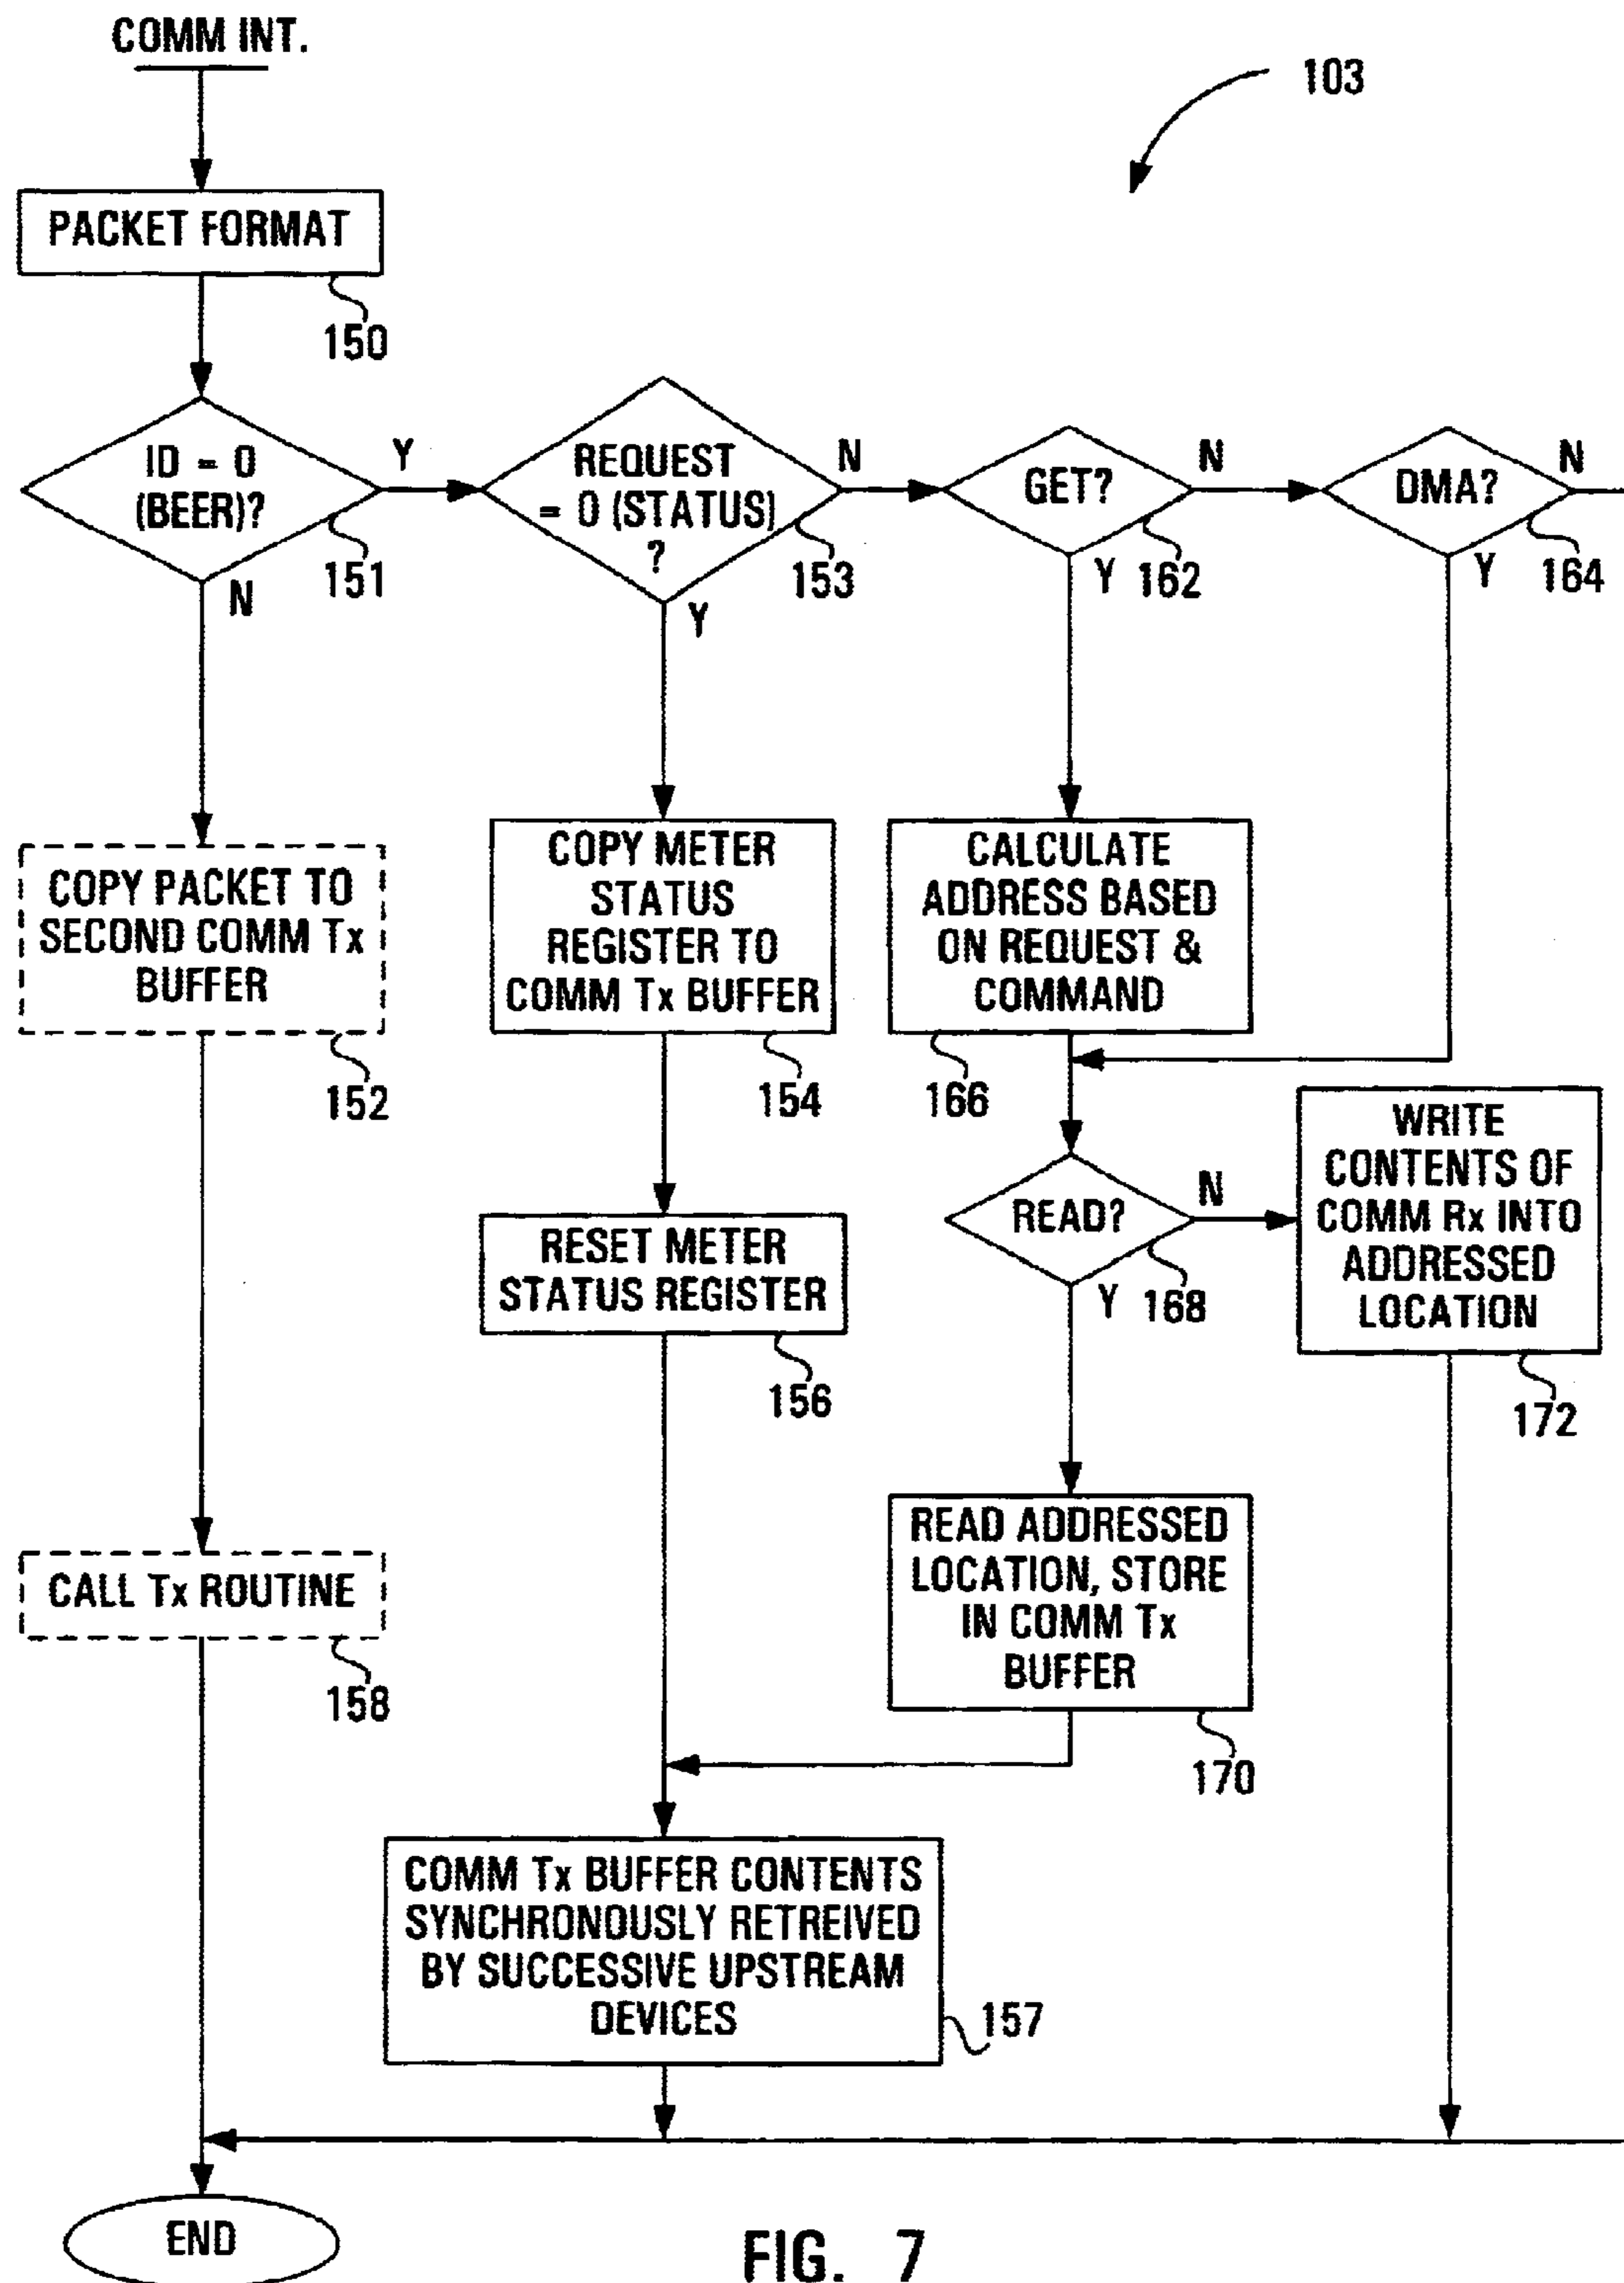 COMM INT.
103
PACKET FORMAT
150
ID = 0
(BEER)?
151
Y
N
REQUEST
= 0 (STATUS)
?
153
N
Y
GET?
162
N
Y
DMA?
164
N
Y
COPY PACKET TO
SECOND COMM Tx
BUFFER
152
COPY METER
STATUS
REGISTER TO
COMM Tx BUFFER
154
CALCULATE
ADDRESS BASED
ON REQUEST &
COMMAND
166
RESET METER
STATUS REGISTER
156
READ?
168
N
Y
WRITE
CONTENTS OF
COMM Rx INTO
ADDRESSED
LOCATION
172
CALL Tx ROUTINE
158
READ ADDRESSED
LOCATION, STORE
IN COMM Tx
BUFFER
170
COMM Tx BUFFER CONTENTS
SYNCHRONOUSLY RETREIVED
BY SUCCESSIVE UPSTREAM
DEVICES
157
END
FIG. 7